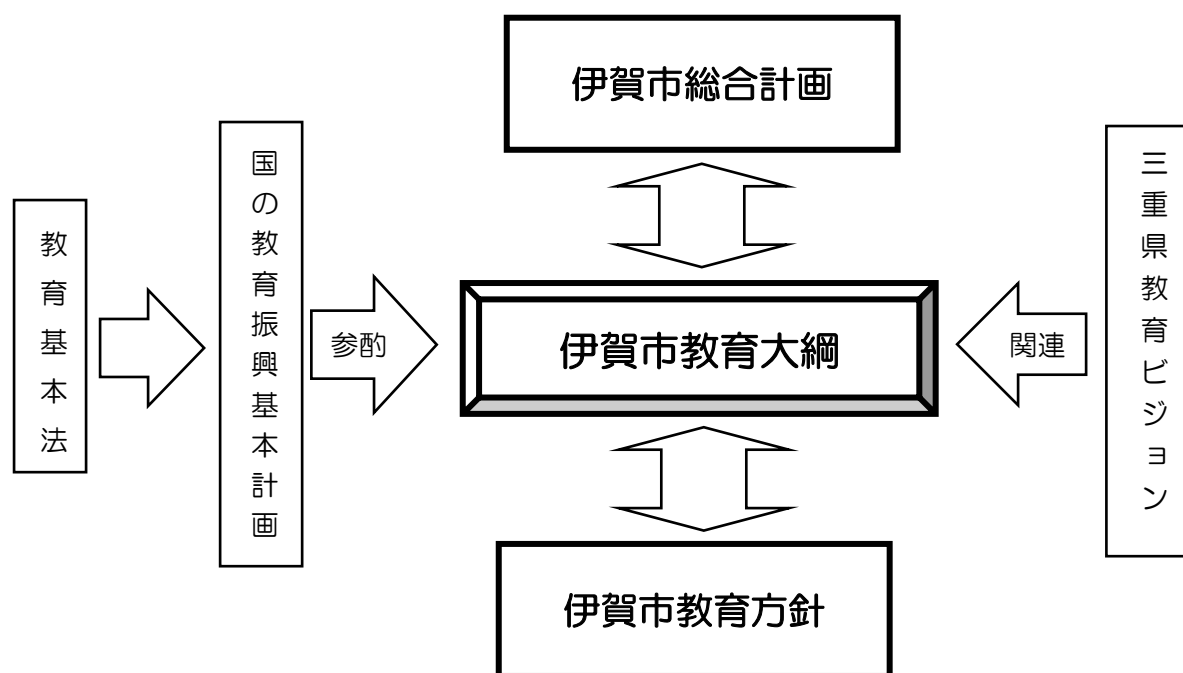 伊賀市総合計画
教育基本法
国の教育振興基本計画
参酌
伊賀市教育大綱
関連
三重県教育ビジョン
伊賀市教育方針